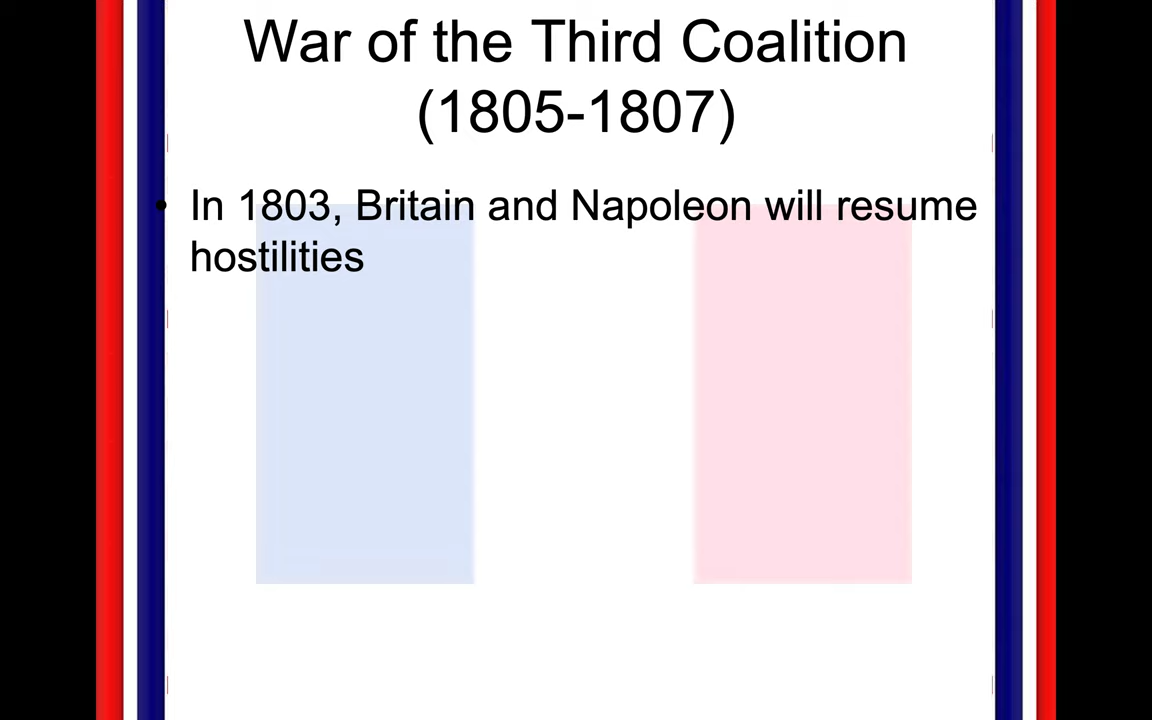 War of the Third Coalition
(1805-1807)
• In 1803, Britain and Napoleon will resume
hostilities